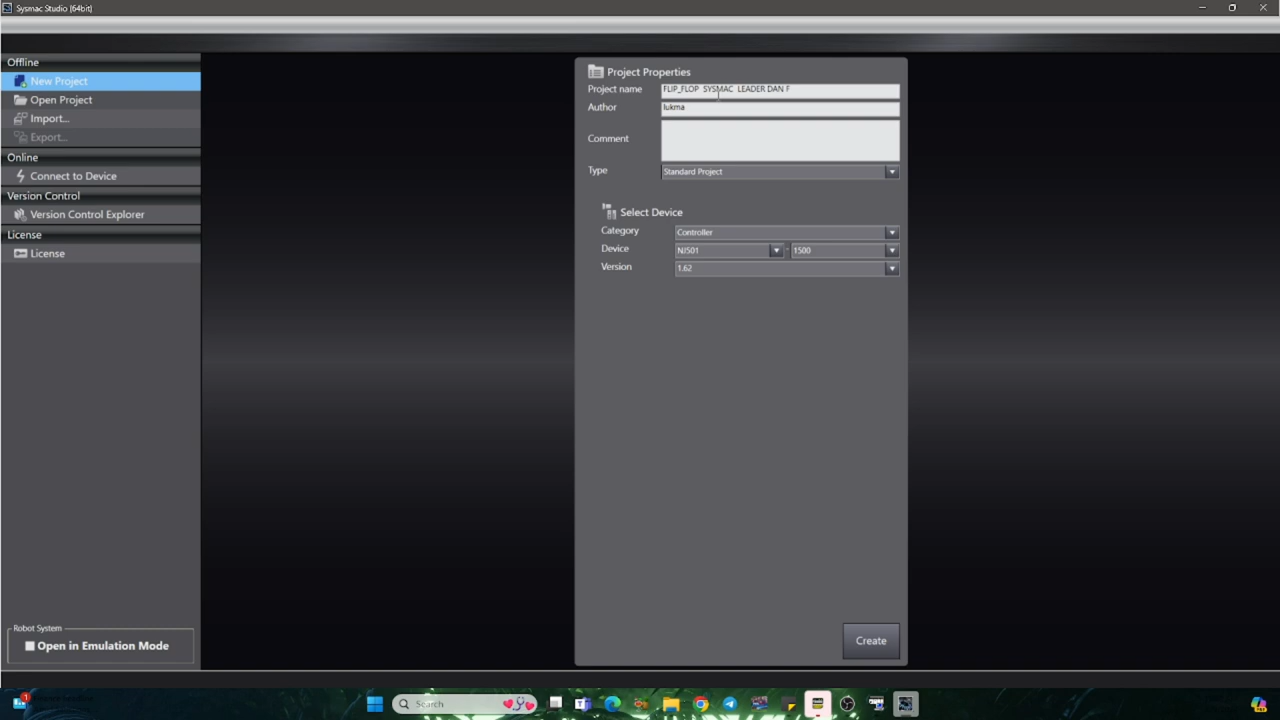 Sysmac Studio (64bit)
Offline
New Project
Open Project
Import...
Export...
Online
Connect to Device
Version Control
Version Control Explorer
License
License
Robot System
Open in Emulation Mode
Project Properties
Project name FLIP_FLOP SYSMAC LEADER DAN F
Author lukma
Comment
Type Standard Project
Select Device
Category Controller
Device NJ501 - 1500
Version 1.62
Create
1
Search